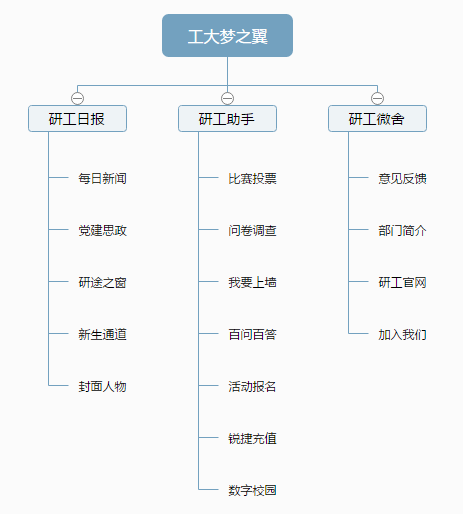 工大梦之翼
研工日报
研工助手
研工微舍
每日新闻
比赛投票
意见反馈
党建思政
问卷调查
部门简介
研途之窗
我要上墙
研工官网
新生通道
百问百答
加入我们
封面人物
活动报名
锐捷充值
数字校园